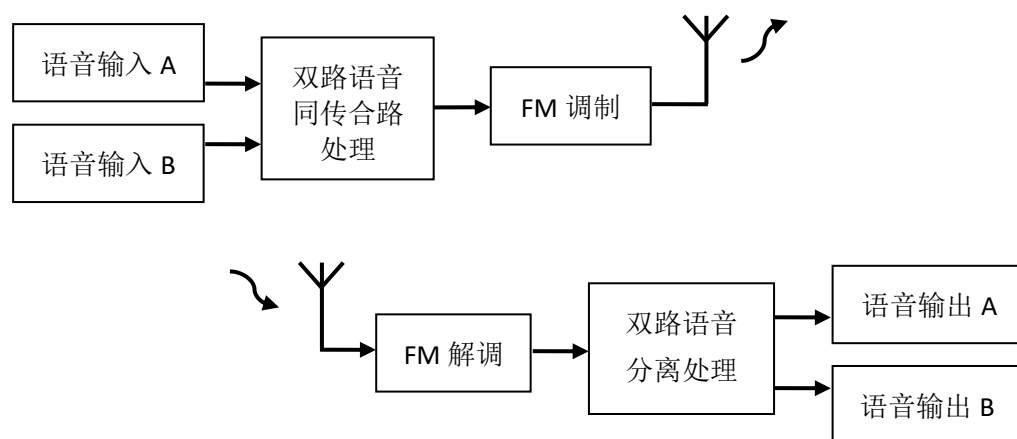 语音输入 A
语音输入 B
双路语音
同传合路
处理
FM 调制
FM 解调
双路语音
分离处理
语音输出 A
语音输出 B